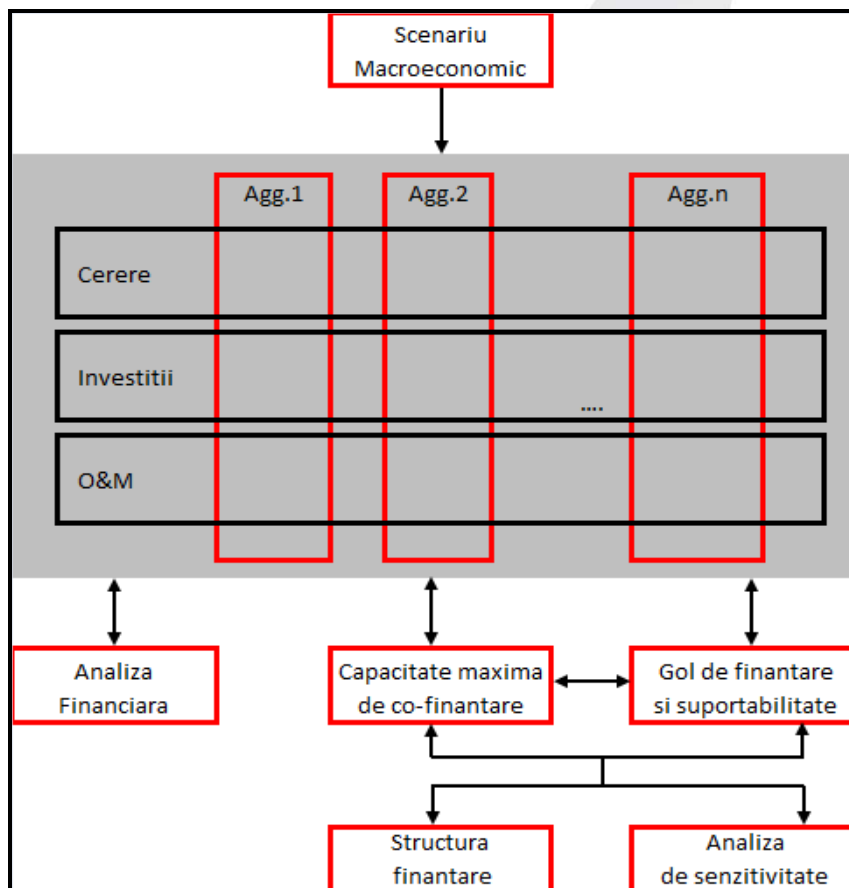 Scenariu
Macroeconomic
Agg.1
Agg.2
Agg.n
Cerere
Investitii
....
O&M
Analiza
Financiara
Capacitate maxima
de co-finantare
Gol de finantare
si suportabilitate
Structura
finantare
Analiza
de senzitivitate